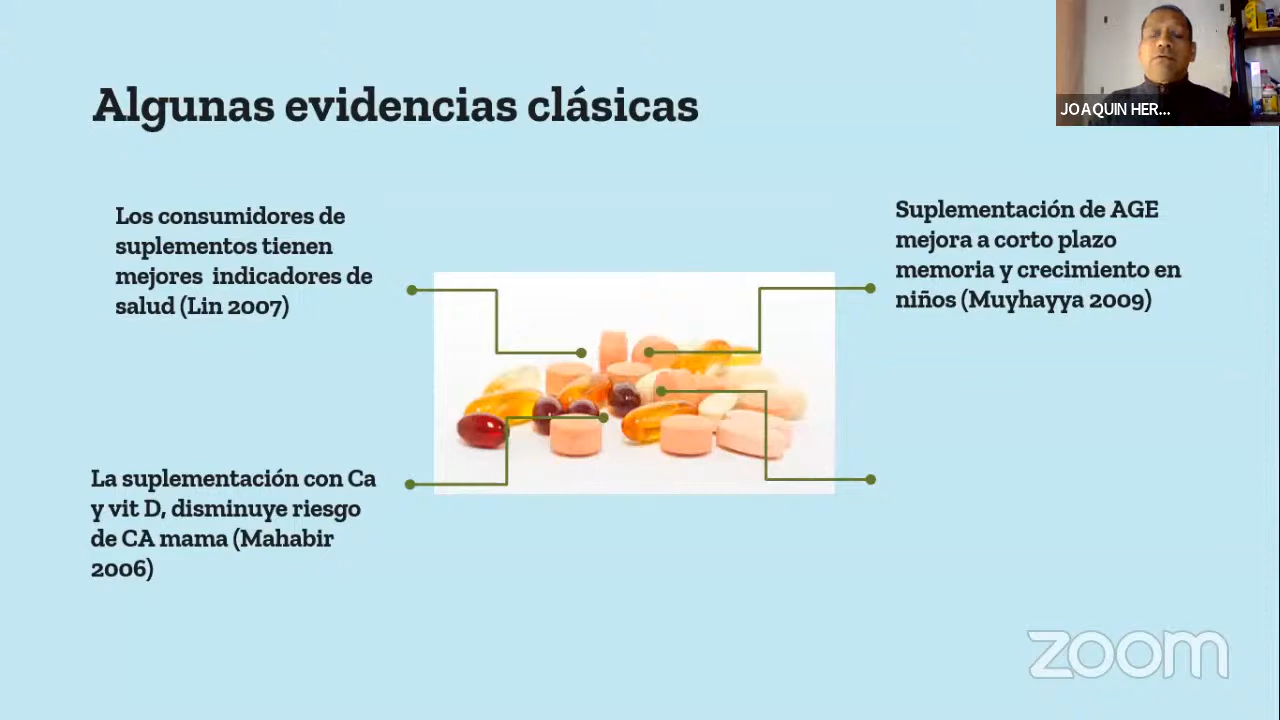 Algunas evidencias clásicas
JOAQUIN HER...
Los consumidores de
suplementos tienen
mejores indicadores de
salud (Lin 2007)
Suplementación de AGE
mejora a corto plazo
memoria y crecimiento en
niños (Muyhayya 2009)
La suplementación con Ca
y vit D, disminuye riesgo
de CA mama (Mahabir
2006)
zoom